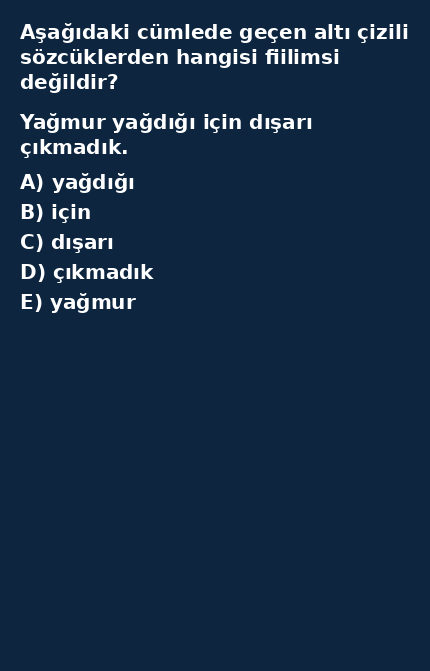 Aşağıdaki cümlede geçen altı çizili
sözcüklerden hangisi fiilimsi
değildir?
Yağmur yağdığı için dışarı
çıkmadık.
A) yağdığı
B) için
C) dışarı
D) çıkmadık
E) yağmur